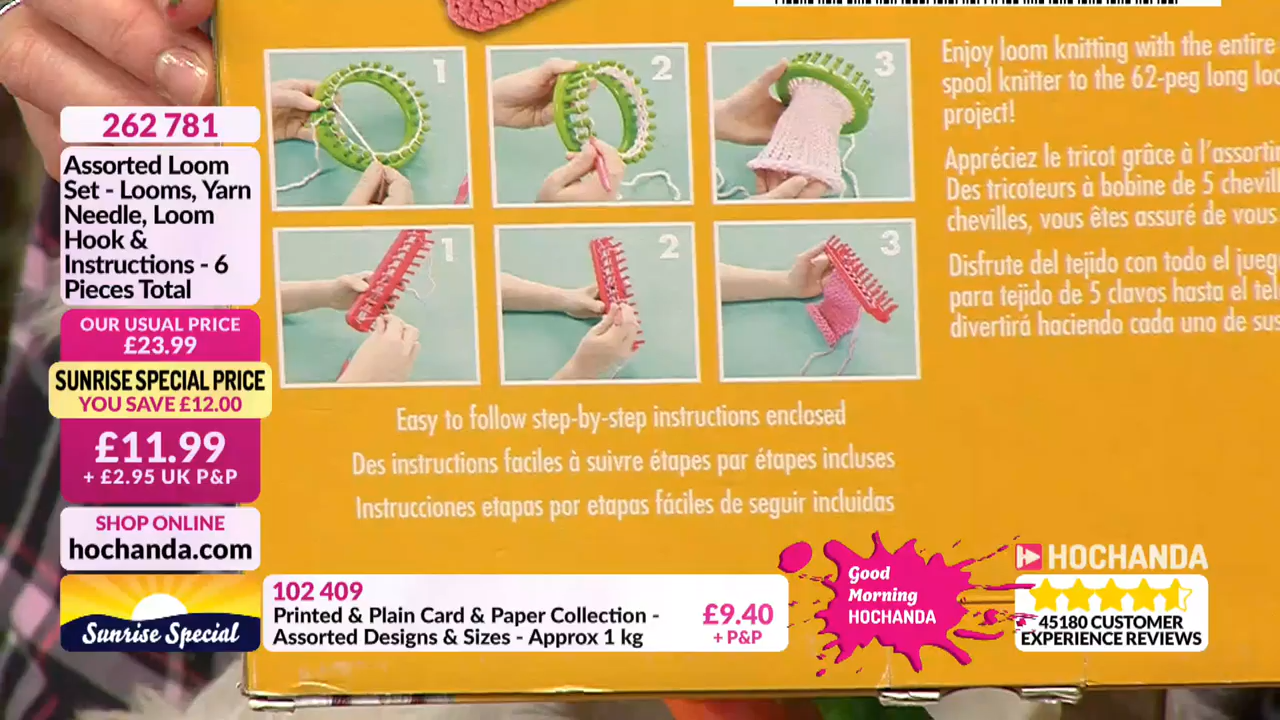 262 781
Assorted Loom
Set - Looms, Yarn
Needle, Loom
Hook &
Instructions - 6
Pieces Total
OUR USUAL PRICE
£23.99
SUNRISE SPECIAL PRICE
YOU SAVE £12.00
£11.99
+ £2.95 UK P&P
SHOP ONLINE
hochanda.com
Sunrise Special
1
2
3
1
2
3
Easy to follow step-by-step instructions enclosed
Des instructions faciles à suivre étapes par étapes incluses
Instrucciones etapas por etapas fáciles de seguir incluidas
Enjoy loom knitting with the entire
spool knitter to the 62-peg long
project!
Appréciez le tricot grâce à
Des tricoteurs à bobine de 5
chevilles, vous êtes assuré de vous
Disfrute del tejido con todo el
para tejido de 5 clavos hasta el
divertirá haciendo cada uno de
102 409
Printed & Plain Card & Paper Collection -
Assorted Designs & Sizes - Approx 1 kg
£9.40
+ P&P
Good
Morning
HOCHANDA
HOCHANDA
45180 CUSTOMER
EXPERIENCE REVIEWS